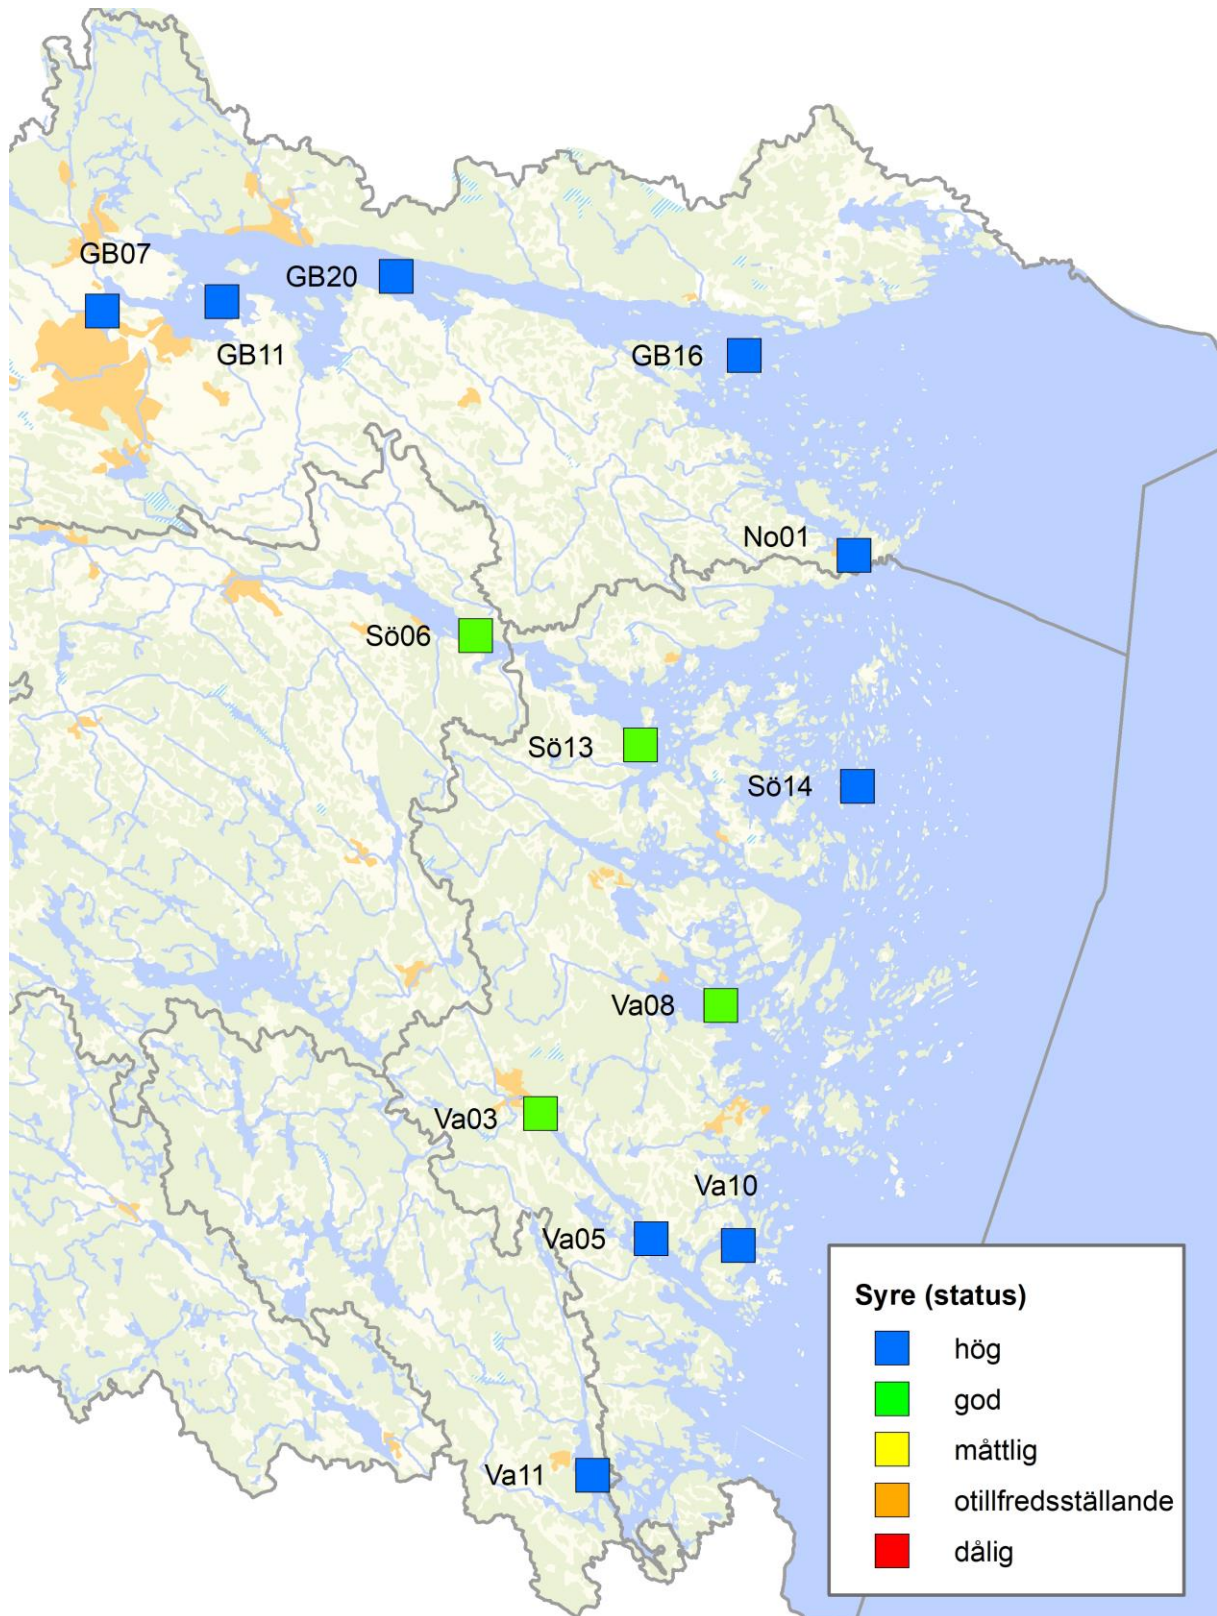 GB07
GB20
GB11
GB16
No01
Sö06
Sö13
Sö14
Va08
Va03
Va10
Va05
Va11
Syre (status)
hög
god
måttlig
otillfredsställande
dålig